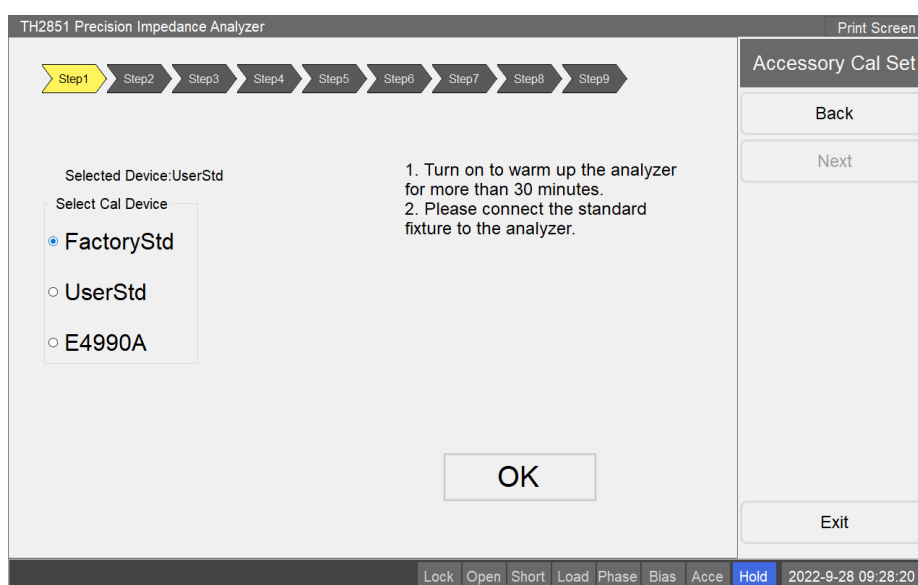 TH2851 Precision Impedance Analyzer
Print Screen
Step1 Step2 Step3 Step4 Step5 Step6 Step7 Step8 Step9
Accessory Cal Set
Back
Next
Selected Device:UserStd
Select Cal Device
FactoryStd
UserStd
E4990A
1. Turn on to warm up the analyzer
for more than 30 minutes.
2. Please connect the standard
fixture to the analyzer.
OK
Exit
Lock Open Short Load Phase Bias Acce Hold 2022-9-28 09:28:20